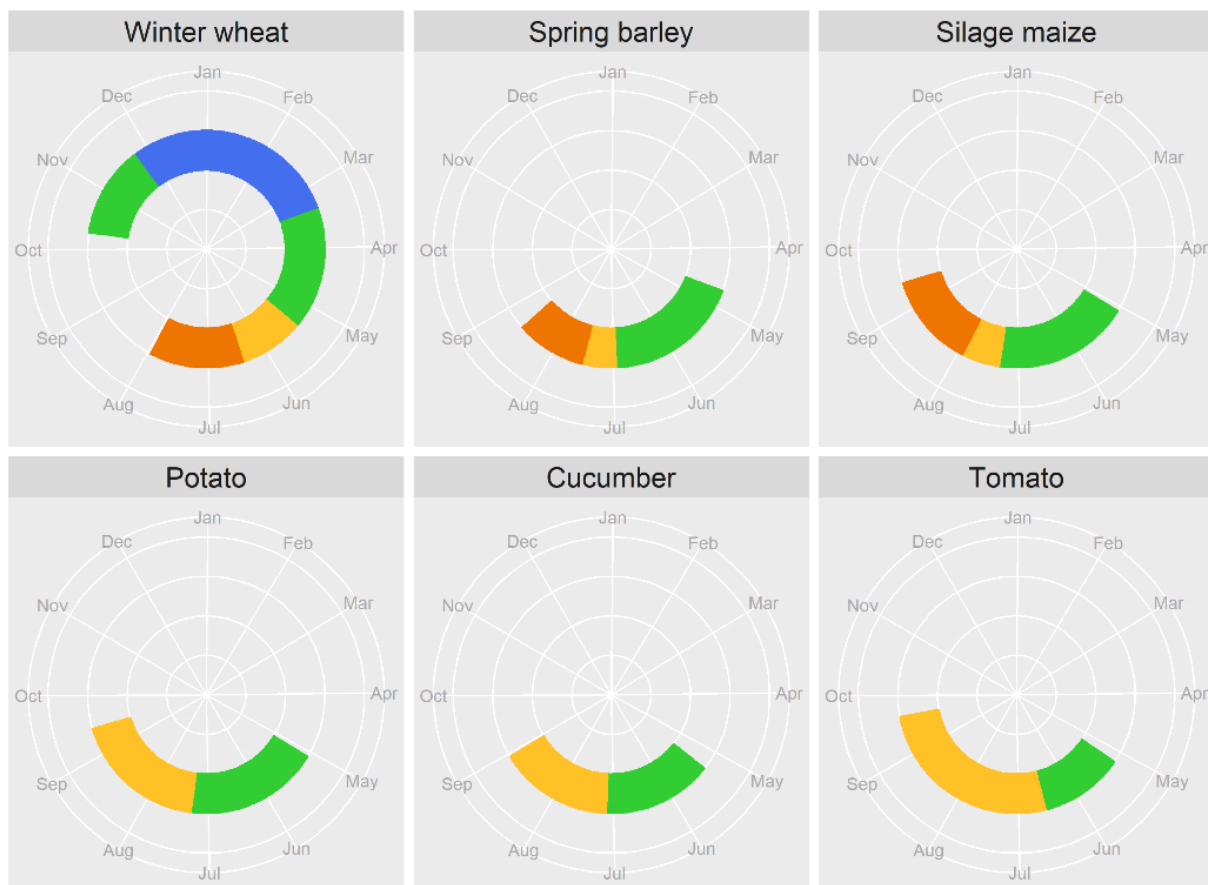 Winter wheat
Jan
Feb
Mar
Apr
May
Jun
Jul
Aug
Sep
Oct
Nov
Dec
Spring barley
Jan
Feb
Mar
Apr
May
Jun
Jul
Aug
Sep
Oct
Nov
Dec
Silage maize
Jan
Feb
Mar
Apr
May
Jun
Jul
Aug
Sep
Oct
Nov
Dec
Potato
Jan
Feb
Mar
Apr
May
Jun
Jul
Aug
Sep
Oct
Nov
Dec
Cucumber
Jan
Feb
Mar
Apr
May
Jun
Jul
Aug
Sep
Oct
Nov
Dec
Tomato
Jan
Feb
Mar
Apr
May
Jun
Jul
Aug
Sep
Oct
Nov
Dec